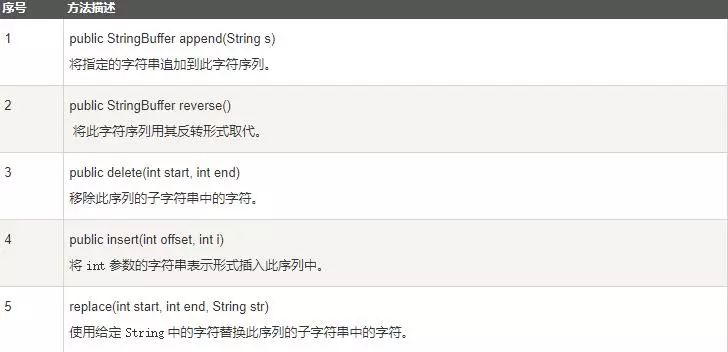 序号 方法描述
1 public StringBuffer append(String s)
将指定的字符串追加到此字符序列。
2 public StringBuffer reverse()
将此字符序列用其反转形式取代。
3 public delete(int start, int end)
移除此序列的子字符串中的字符。
4 public insert(int offset, int i)
将 int 参数的字符串表示形式插入此序列中。
5 replace(int start, int end, String str)
使用给定 String 中的字符替换此序列的子字符串中的字符。